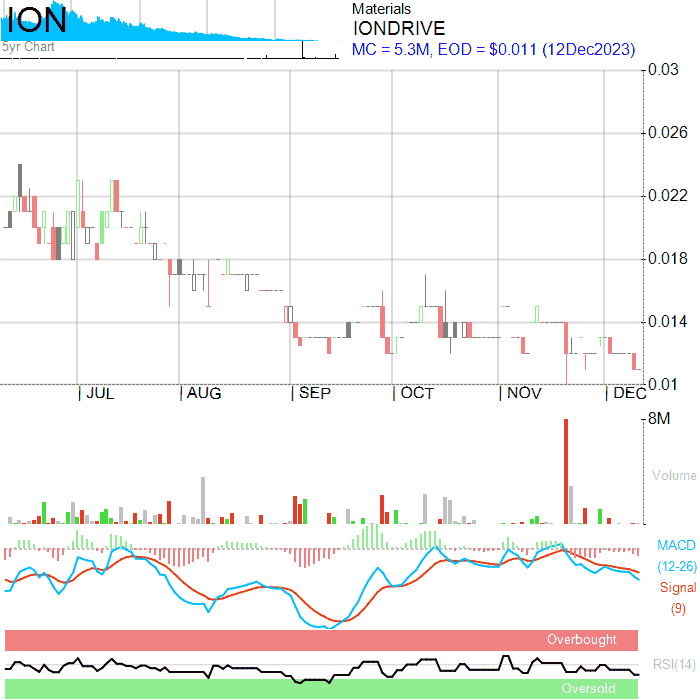 ION
5yr Chart
Materials
IONDRIVE
MC = 5.3M, EOD = $0.011 (12Dec2023)
0.03
0.026
0.022
0.018
0.014
0.01
JUL AUG SEP OCT NOV DEC
8M
Volume
MACD
(12-26)
Signal
(9)
Overbought
RSI(14)
Oversold